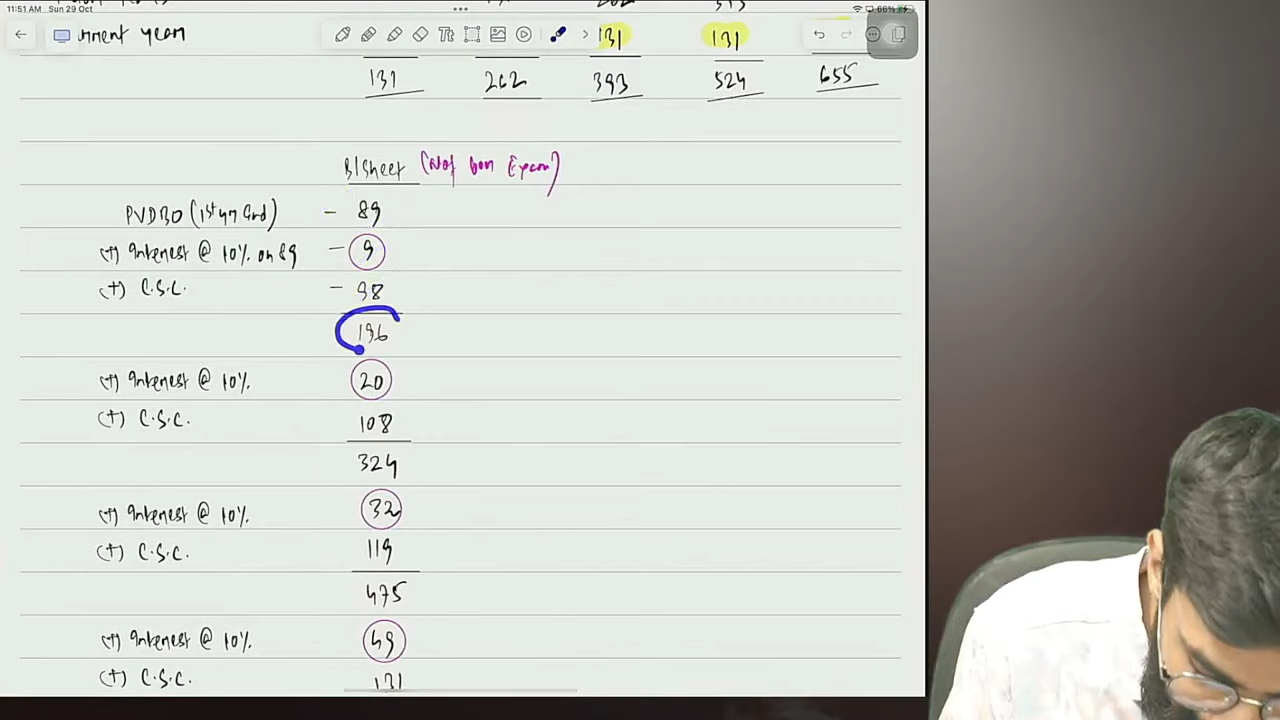 11:51 AM Sun 29 Oct
66%
rrent year 131 131
131 262 393 524 655
B/Sheet (Not for Exam)
PVDBO (1st yr End) - 89
(+) Interest @ 10% on 89 - 9
(+) C.S.C. - 98
196
(+) Interest @ 10% 20
(+) C.S.C. 108
324
(+) Interest @ 10% 32
(+) C.S.C. 119
475
(+) Interest @ 10% 49
(+) C.S.C. 131